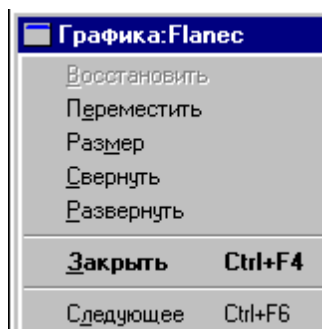 Графика:Flanec
Восстановить
Переместить
Размер
Свернуть
Развернуть
Закрыть Ctrl+F4
Следующее Ctrl+F6